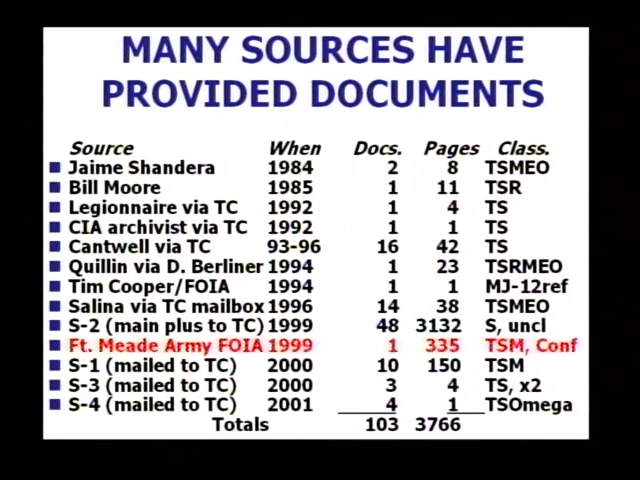 MANY SOURCES HAVE
PROVIDED DOCUMENTS
Source When Docs. Pages Class.
Jaime Shandera 1984 2 8 TSMEO
Bill Moore 1985 1 11 TSR
Legionnaire via TC 1992 1 4 TS
CIA archivist via TC 1992 1 1 TS
Cantwell via TC 93-96 16 42 TS
Quillin via D. Berliner 1994 1 23 TSRMEO
Tim Cooper/FOIA 1994 1 1 MJ-12ref
Salina via TC mailbox 1996 14 38 TSMEO
S-2 (main plus to TC) 1999 48 3132 S, uncl
Ft. Meade Army FOIA 1999 1 335 TSM, Conf
S-1 (mailed to TC) 2000 10 150 TSM
S-3 (mailed to TC) 2000 3 4 TS, x2
S-4 (mailed to TC) 2001 4 1 TSOmega
Totals 103 3766